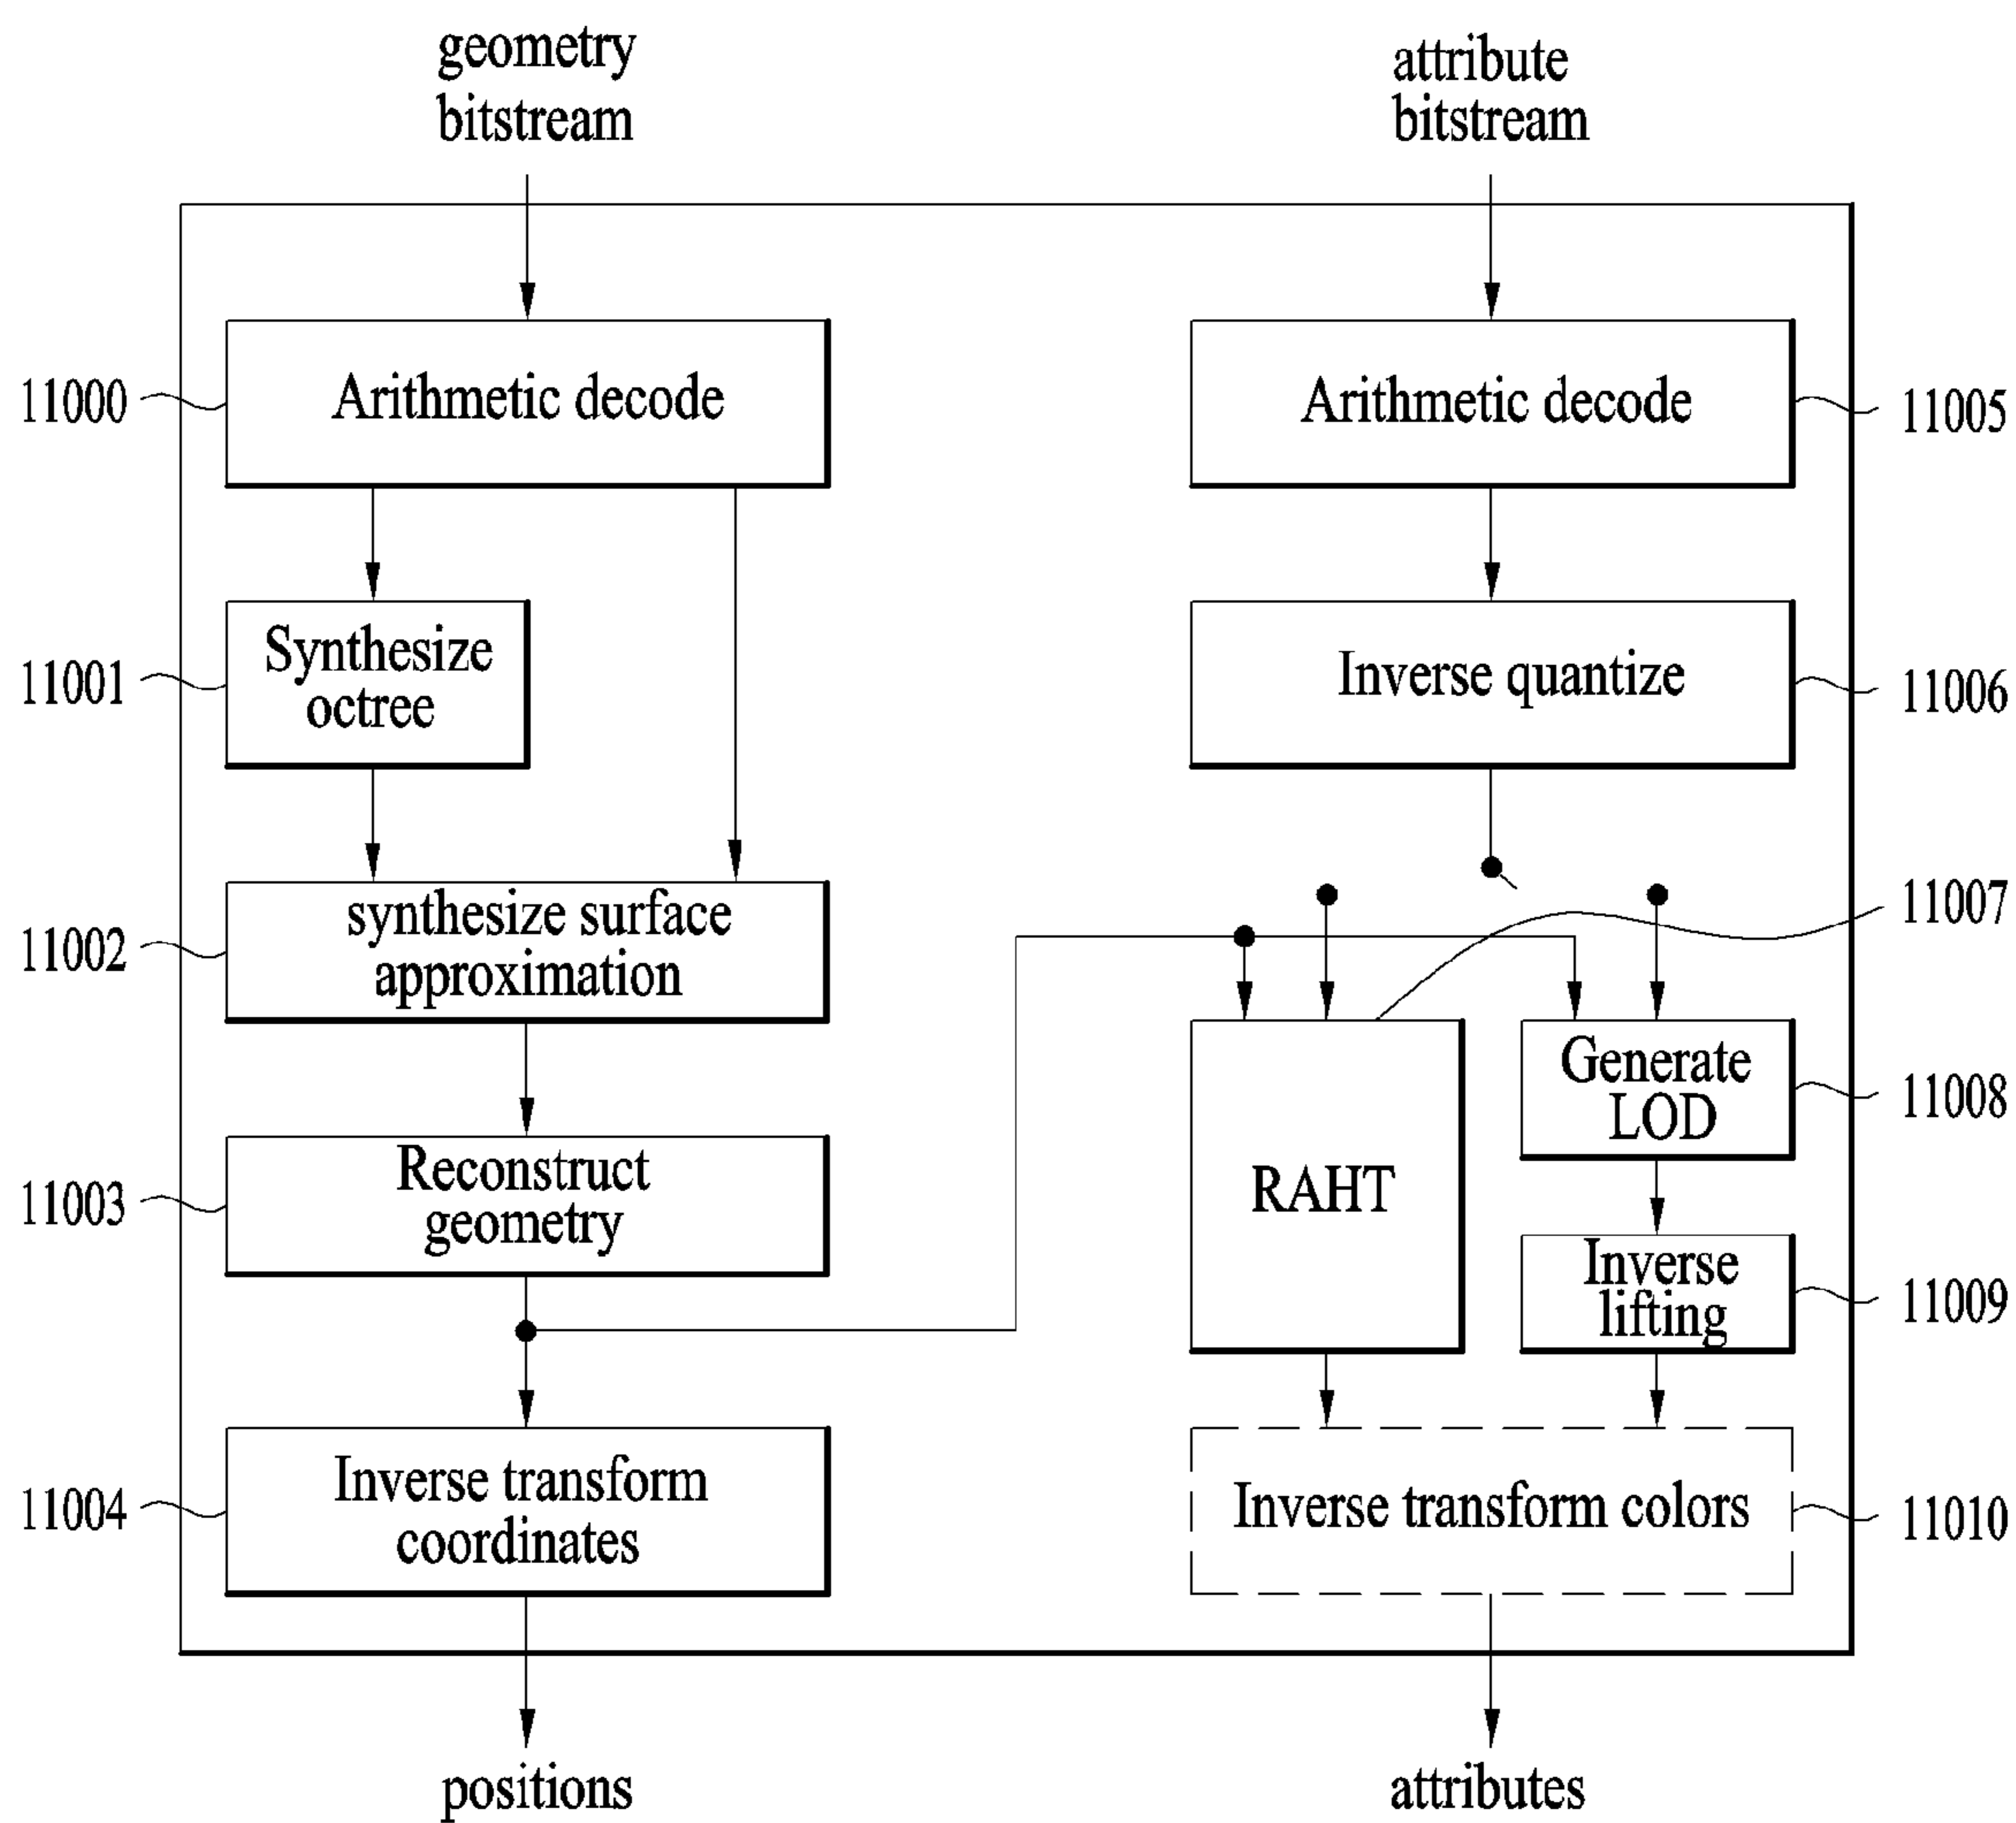 geometry
bitstream
attribute
bitstream
11000
Arithmetic decode
Arithmetic decode
11005
11001
Synthesize
octree
Inverse quantize
11006
11002
synthesize surface
approximation
11007
11003
Reconstruct
geometry
RAHT
Generate
LOD
11008
Inverse
lifting
11009
11004
Inverse transform
coordinates
Inverse transform colors
11010
positions
attributes